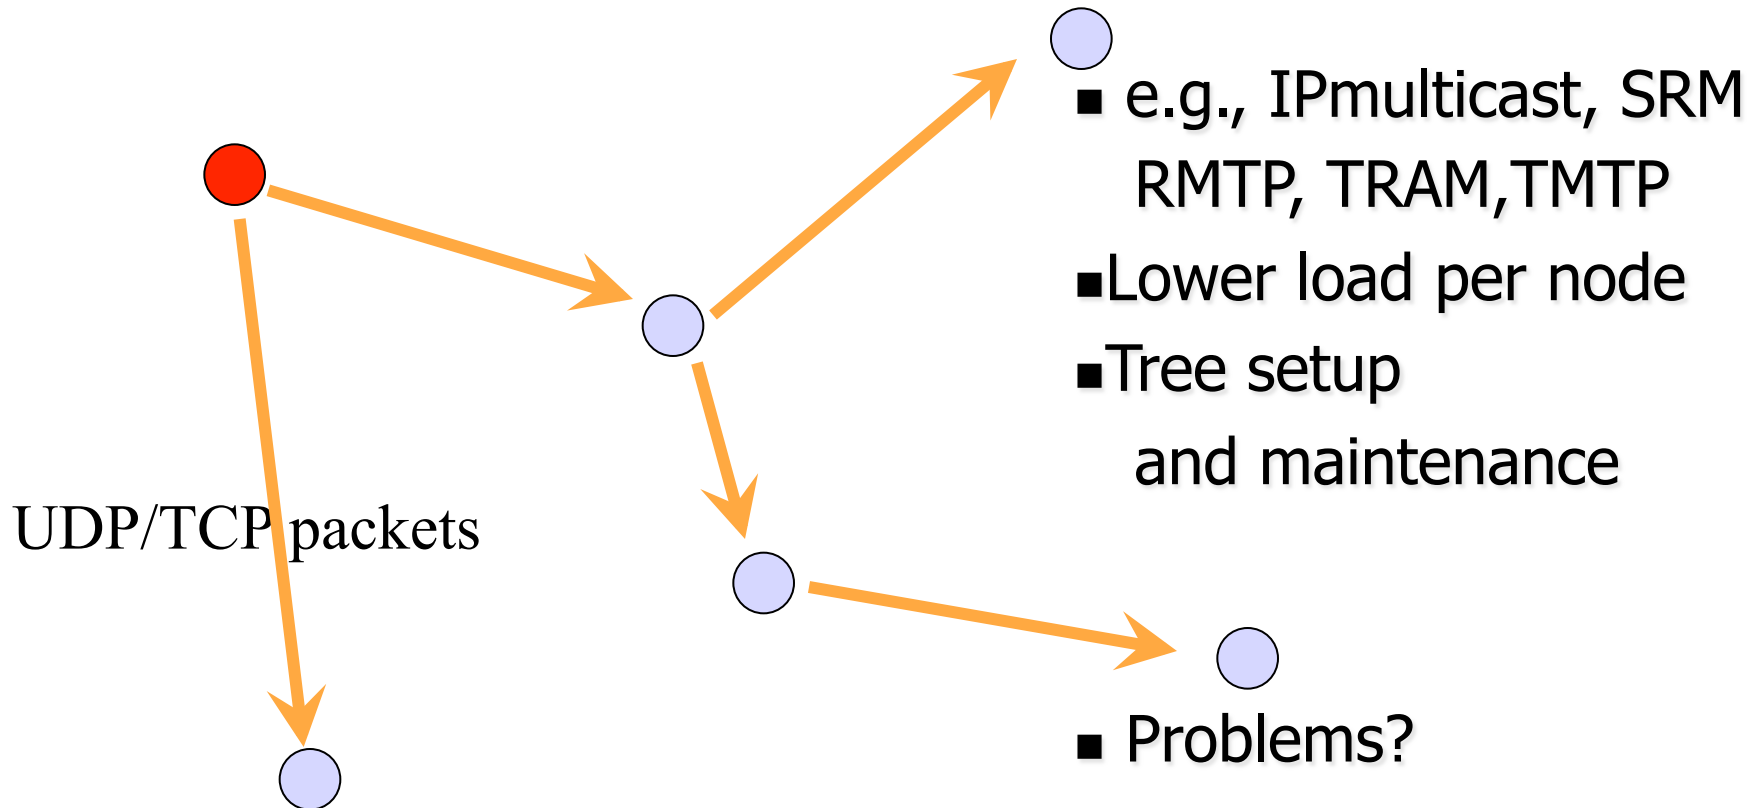 ■ e.g., IPmulticast, SRM
RMTP, TRAM,TMTP
■Lower load per node
■Tree setup
and maintenance
UDP/TCP packets
■ Problems?